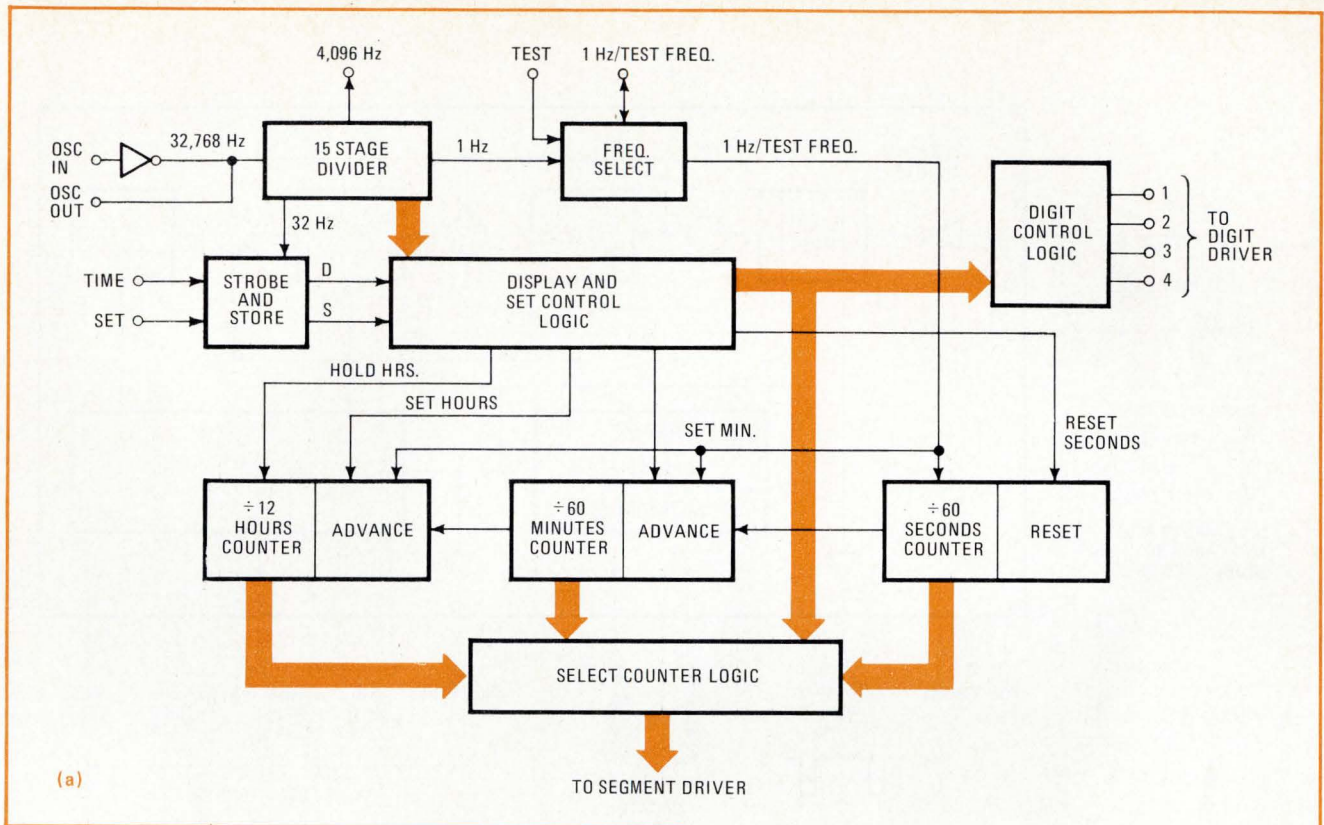 4,096 Hz
TEST
1 Hz/TEST FREQ.
OSC
IN
32,768 Hz
OSC
OUT
15 STAGE
DIVIDER
1 Hz
FREQ.
SELECT
1 Hz/TEST FREQ.
DIGIT
CONTROL
LOGIC
1
2
3
4
TO
DIGIT
DRIVER
32 Hz
TIME
SET
STROBE
AND
STORE
D
S
DISPLAY AND
SET CONTROL
LOGIC
HOLD HRS.
SET HOURS
SET MIN.
RESET
SECONDS
÷12
HOURS
COUNTER
ADVANCE
÷60
MINUTES
COUNTER
ADVANCE
÷60
SECONDS
COUNTER
RESET
SELECT COUNTER LOGIC
(a)
TO SEGMENT DRIVER